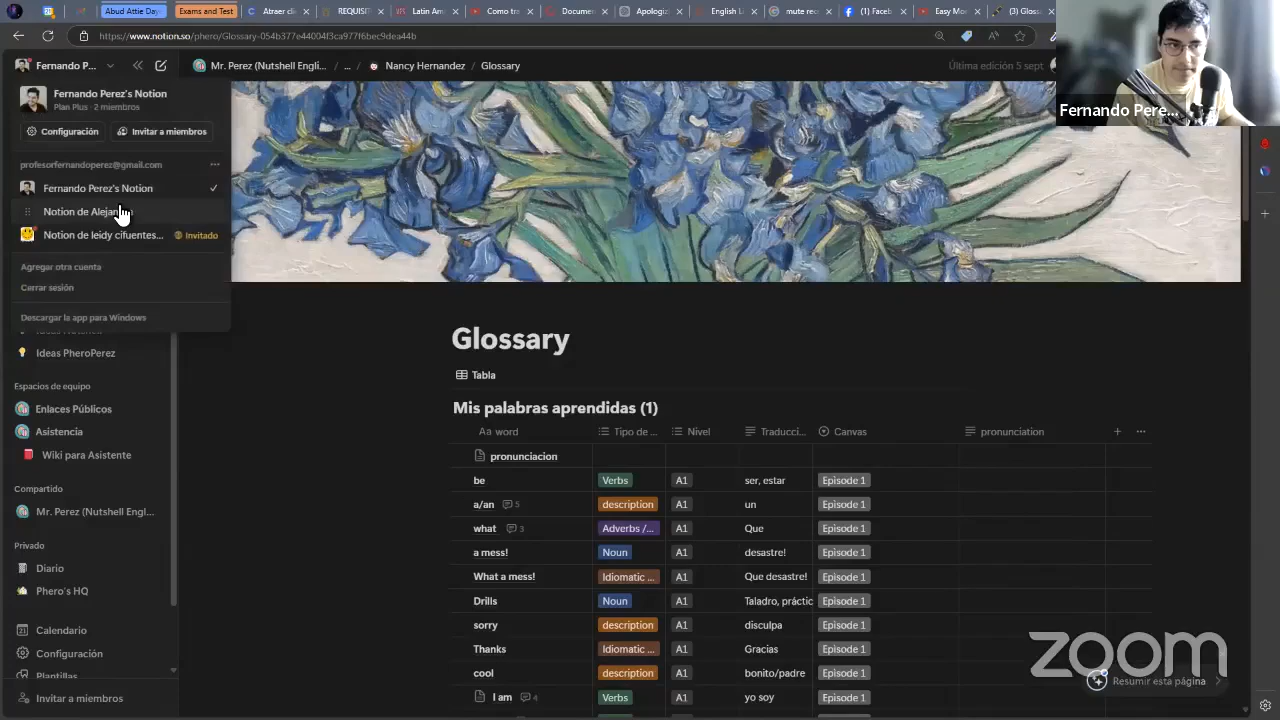 Abud Attie Day
Exams and Test
Atraer clie
REQUISI
Latin Ame
Como tra
Documen
Apologiz
English L
mute rec
(1) Faceb
Easy Mor
(3) Gloss
https://www.notion.so/phero/Glossary-054b377e44004f3ca977f6bec9dea44b
Fernando P...
Mr. Perez (Nutshell Engli...
/ ... /
Nancy Hernandez
/ Glossary
Última edición 5 sept
Fernando Pere...
Fernando Perez's Notion
Plan Plus · 2 miembros
Configuración
Invitar a miembros
profesorfernandoperez@gmail.com
Fernando Perez's Notion
Notion de Alejan
Notion de leidy cifuentes...
Invitado
Agregar otra cuenta
Cerrar sesión
Descargar la app para Windows
Ideas PheroPerez
Espacios de equipo
Enlaces Públicos
Asistencia
Wiki para Asistente
Compartido
Mr. Perez (Nutshell Engl...
Privado
Diario
Phero's HQ
Calendario
Configuración
Plantillas
Invitar a miembros
Glossary
Tabla
Mis palabras aprendidas (1)
Aa word Tipo de ... Nivel Traducci... Canvas pronunciation
pronunciacion
be Verbs A1 ser, estar Episode 1
a/an 5 description A1 un Episode 1
what 3 Adverbs /... A1 Que Episode 1
a mess! Noun A1 desastre! Episode 1
What a mess! Idiomatic ... A1 Que desastre! Episode 1
Drills Noun A1 Taladro, práctic Episode 1
sorry description A1 disculpa Episode 1
Thanks Idiomatic ... A1 Gracias Episode 1
cool description A1 bonito/padre Episode 1
I am 4 Verbs A1 yo soy Episode 1
zoom
Resumir esta página